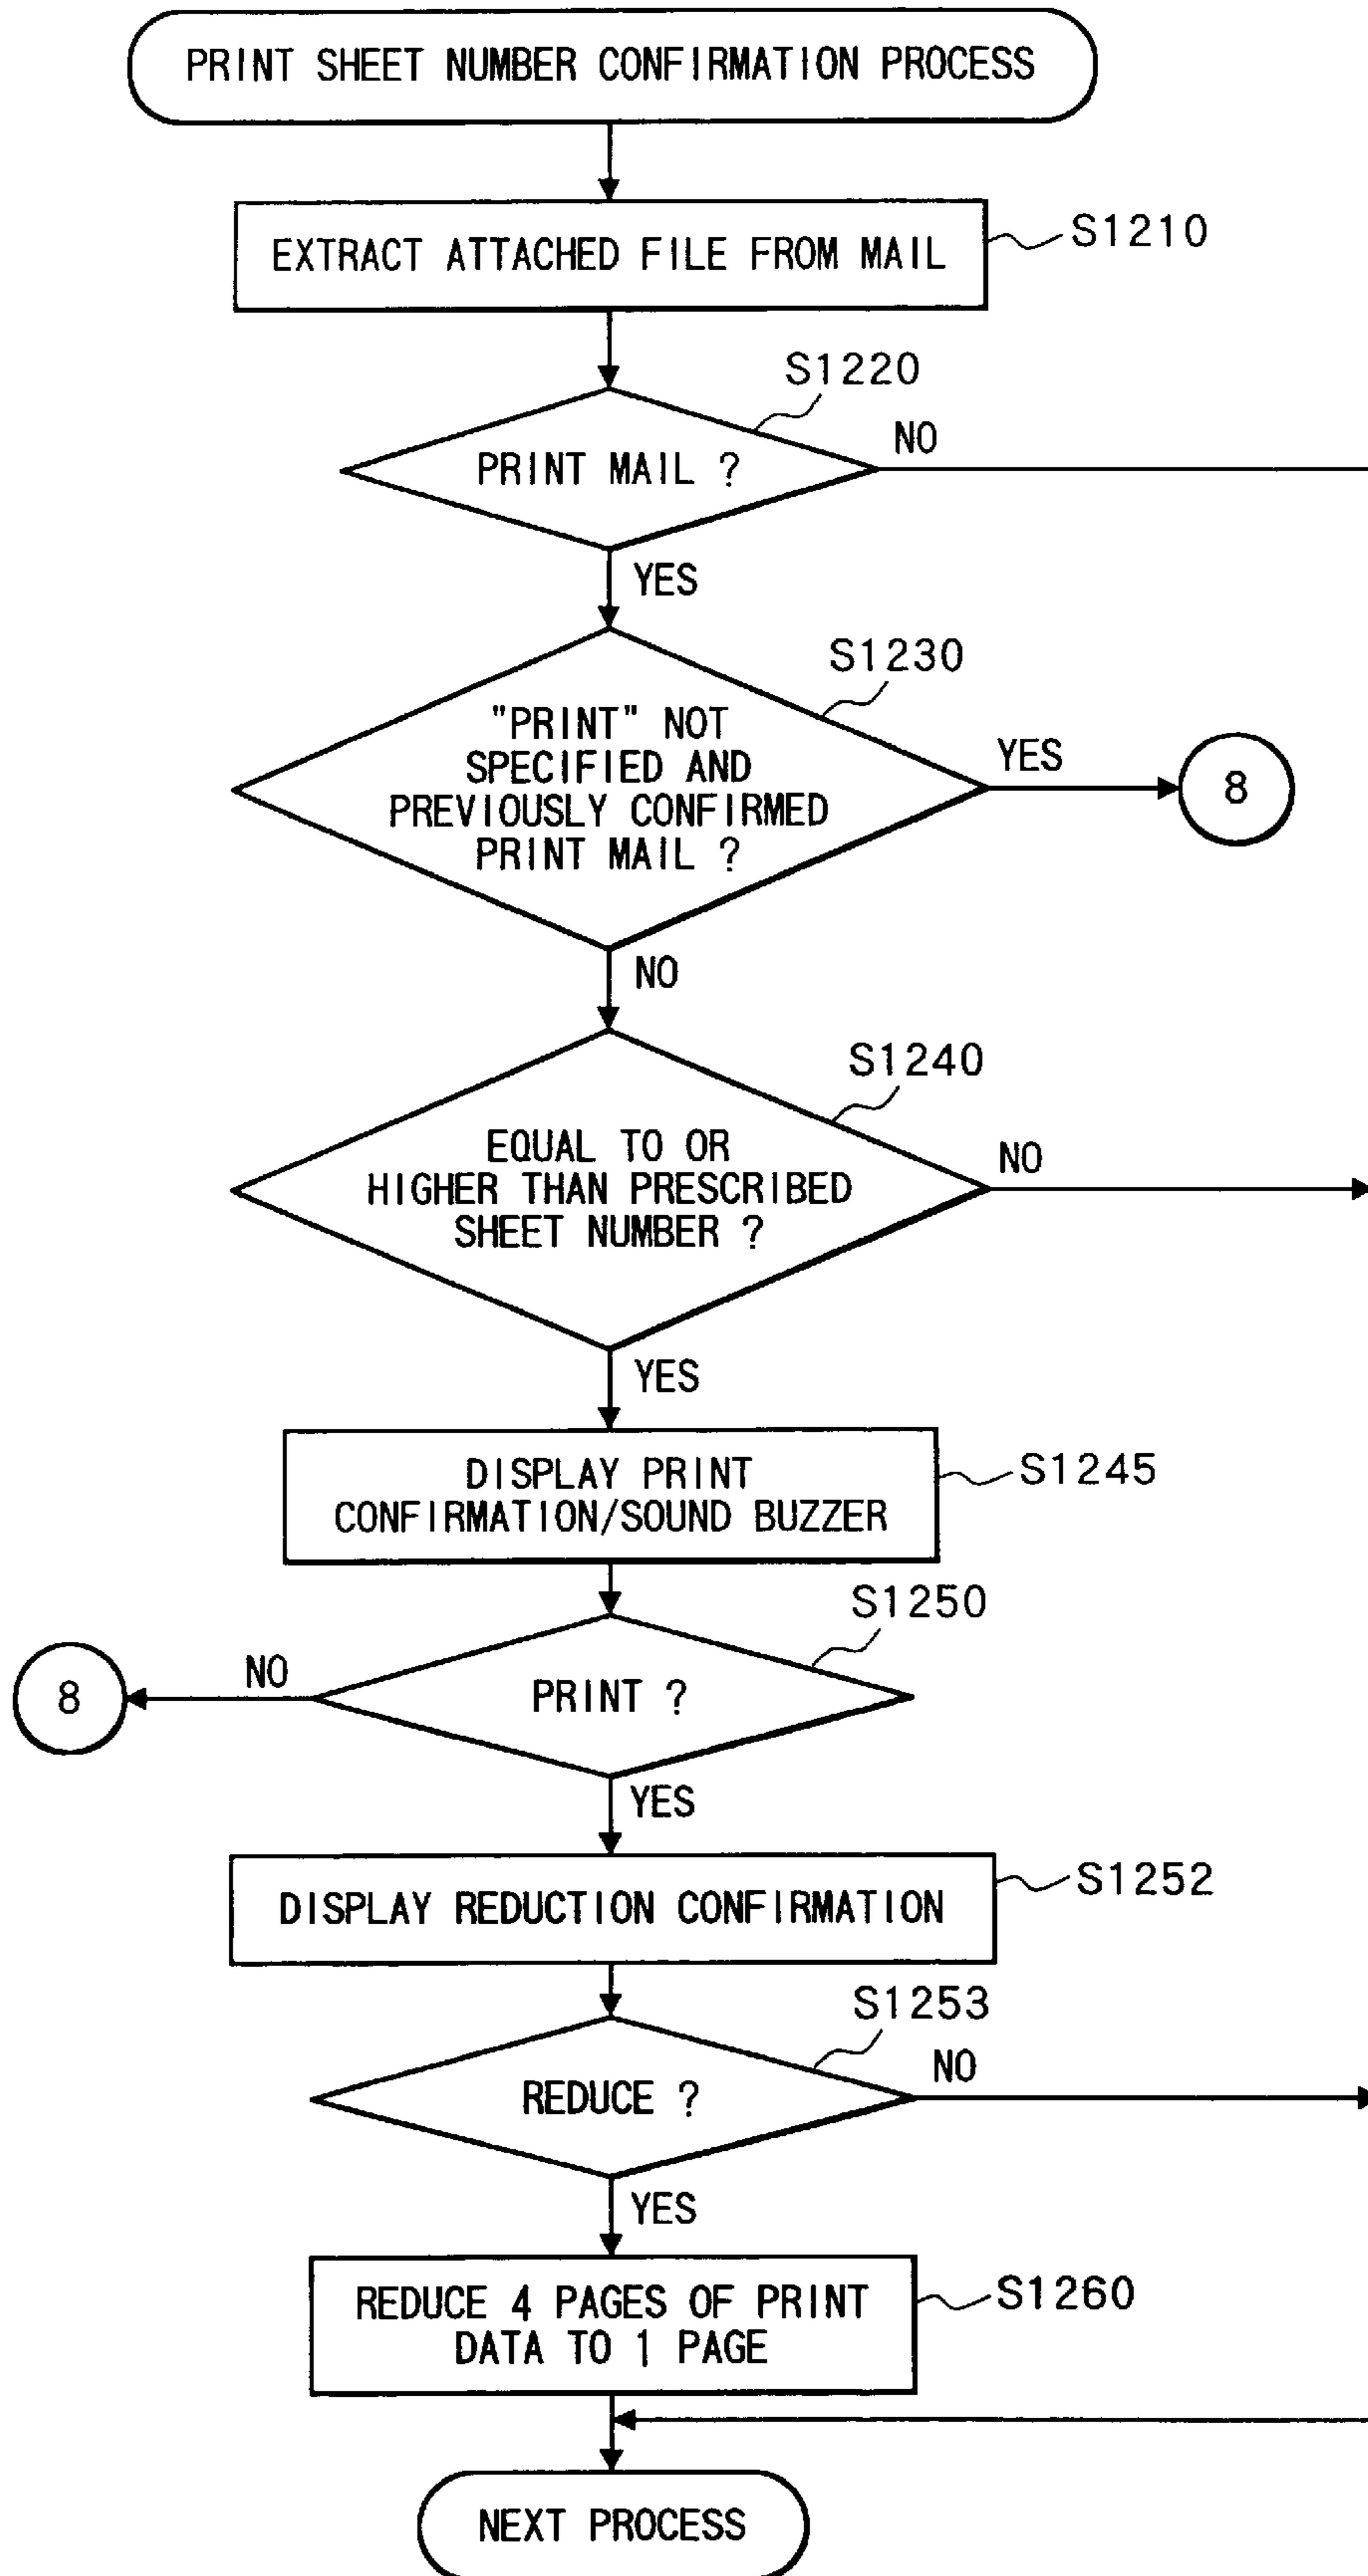 PRINT SHEET NUMBER CONFIRMATION PROCESS
EXTRACT ATTACHED FILE FROM MAIL
S1210
S1220
PRINT MAIL ?
NO
YES
S1230
"PRINT" NOT
SPECIFIED AND
PREVIOUSLY CONFIRMED
PRINT MAIL ?
YES
8
NO
S1240
EQUAL TO OR
HIGHER THAN PRESCRIBED
SHEET NUMBER ?
NO
YES
DISPLAY PRINT
CONFIRMATION/SOUND BUZZER
S1245
S1250
PRINT ?
NO
8
YES
DISPLAY REDUCTION CONFIRMATION
S1252
S1253
REDUCE ?
NO
YES
REDUCE 4 PAGES OF PRINT
DATA TO 1 PAGE
S1260
NEXT PROCESS